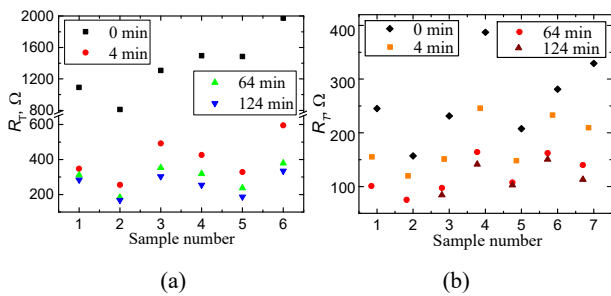 2000
1600
1200
800
600
400
200
R_T, Ω
0 min
4 min
64 min
124 min
1 2 3 4 5 6
Sample number
(a)
400
300
200
100
R_T, Ω
0 min
4 min
64 min
124 min
1 2 3 4 5 6 7
Sample number
(b)